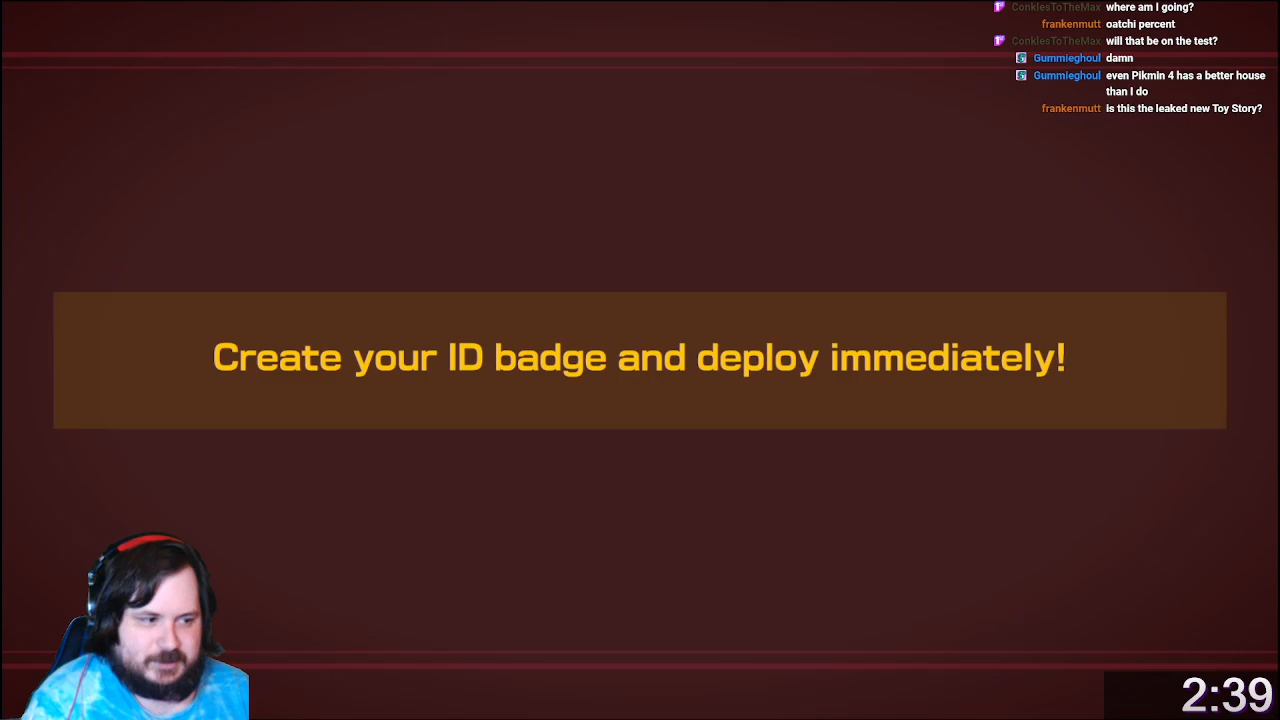 ConklesToTheMax where am I going?
frankenmutt oatchi percent
ConklesToTheMax will that be on the test?
Gummieghoul damn
Gummieghoul even Pikmin 4 has a better house
than I do
frankenmutt is this the leaked new Toy Story?
Create your ID badge and deploy immediately!
2:39